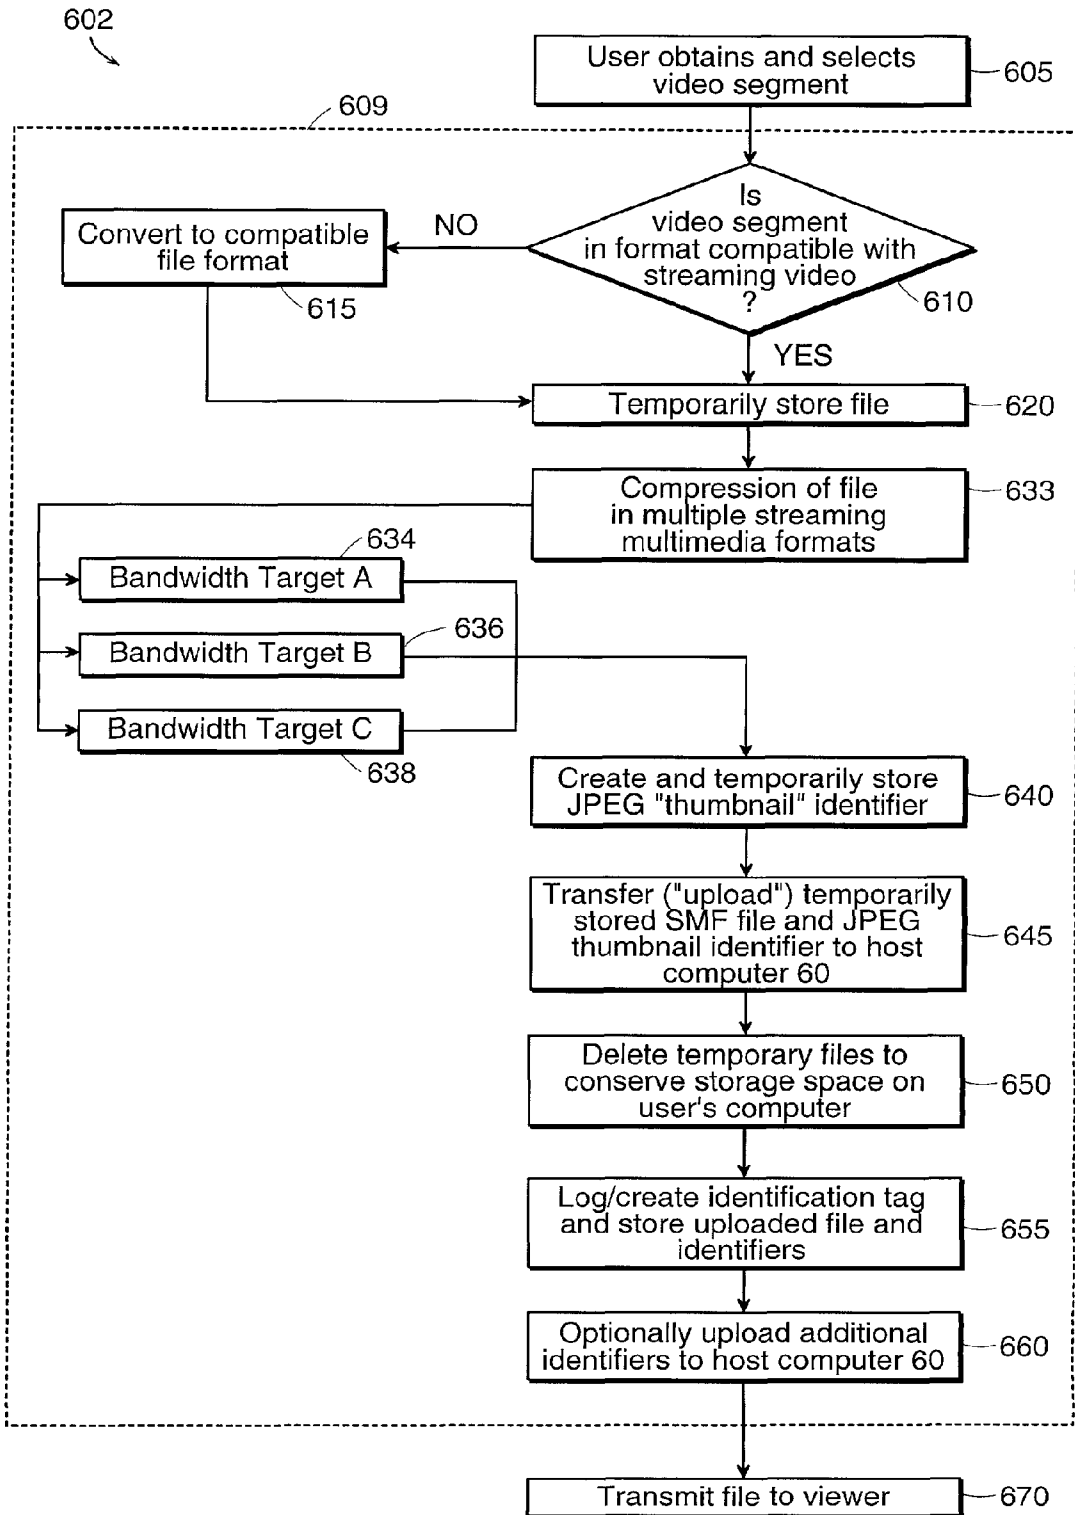 602
User obtains and selects
video segment
605
609
Is
video segment
in format compatible with
streaming video
?
610
NO
Convert to compatible
file format
615
YES
Temporarily store file
620
Compression of file
in multiple streaming
multimedia formats
633
634
Bandwidth Target A
Bandwidth Target B
636
Bandwidth Target C
638
Create and temporarily store
JPEG "thumbnail" identifier
640
Transfer ("upload") temporarily
stored SMF file and JPEG
thumbnail identifier to host
computer 60
645
Delete temporary files to
conserve storage space on
user's computer
650
Log/create identification tag
and store uploaded file and
identifiers
655
Optionally upload additional
identifiers to host computer 60
660
Transmit file to viewer
670